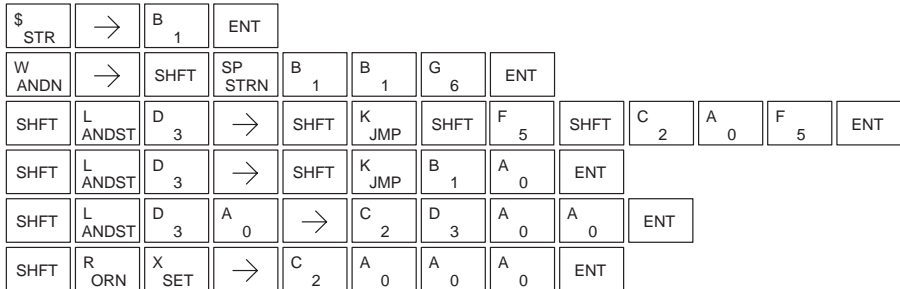 $ STR → B 1 ENT
W ANDN → SHFT SP STRN B 1 B 1 G 6 ENT
SHFT L ANDST D 3 → SHFT K JMP SHFT F 5 SHFT C 2 A 0 F 5 ENT
SHFT L ANDST D 3 → SHFT K JMP B 1 A 0 ENT
SHFT L ANDST D 3 A 0 → C 2 D 3 A 0 A 0 ENT
SHFT R ORN X SET → C 2 A 0 A 0 A 0 ENT